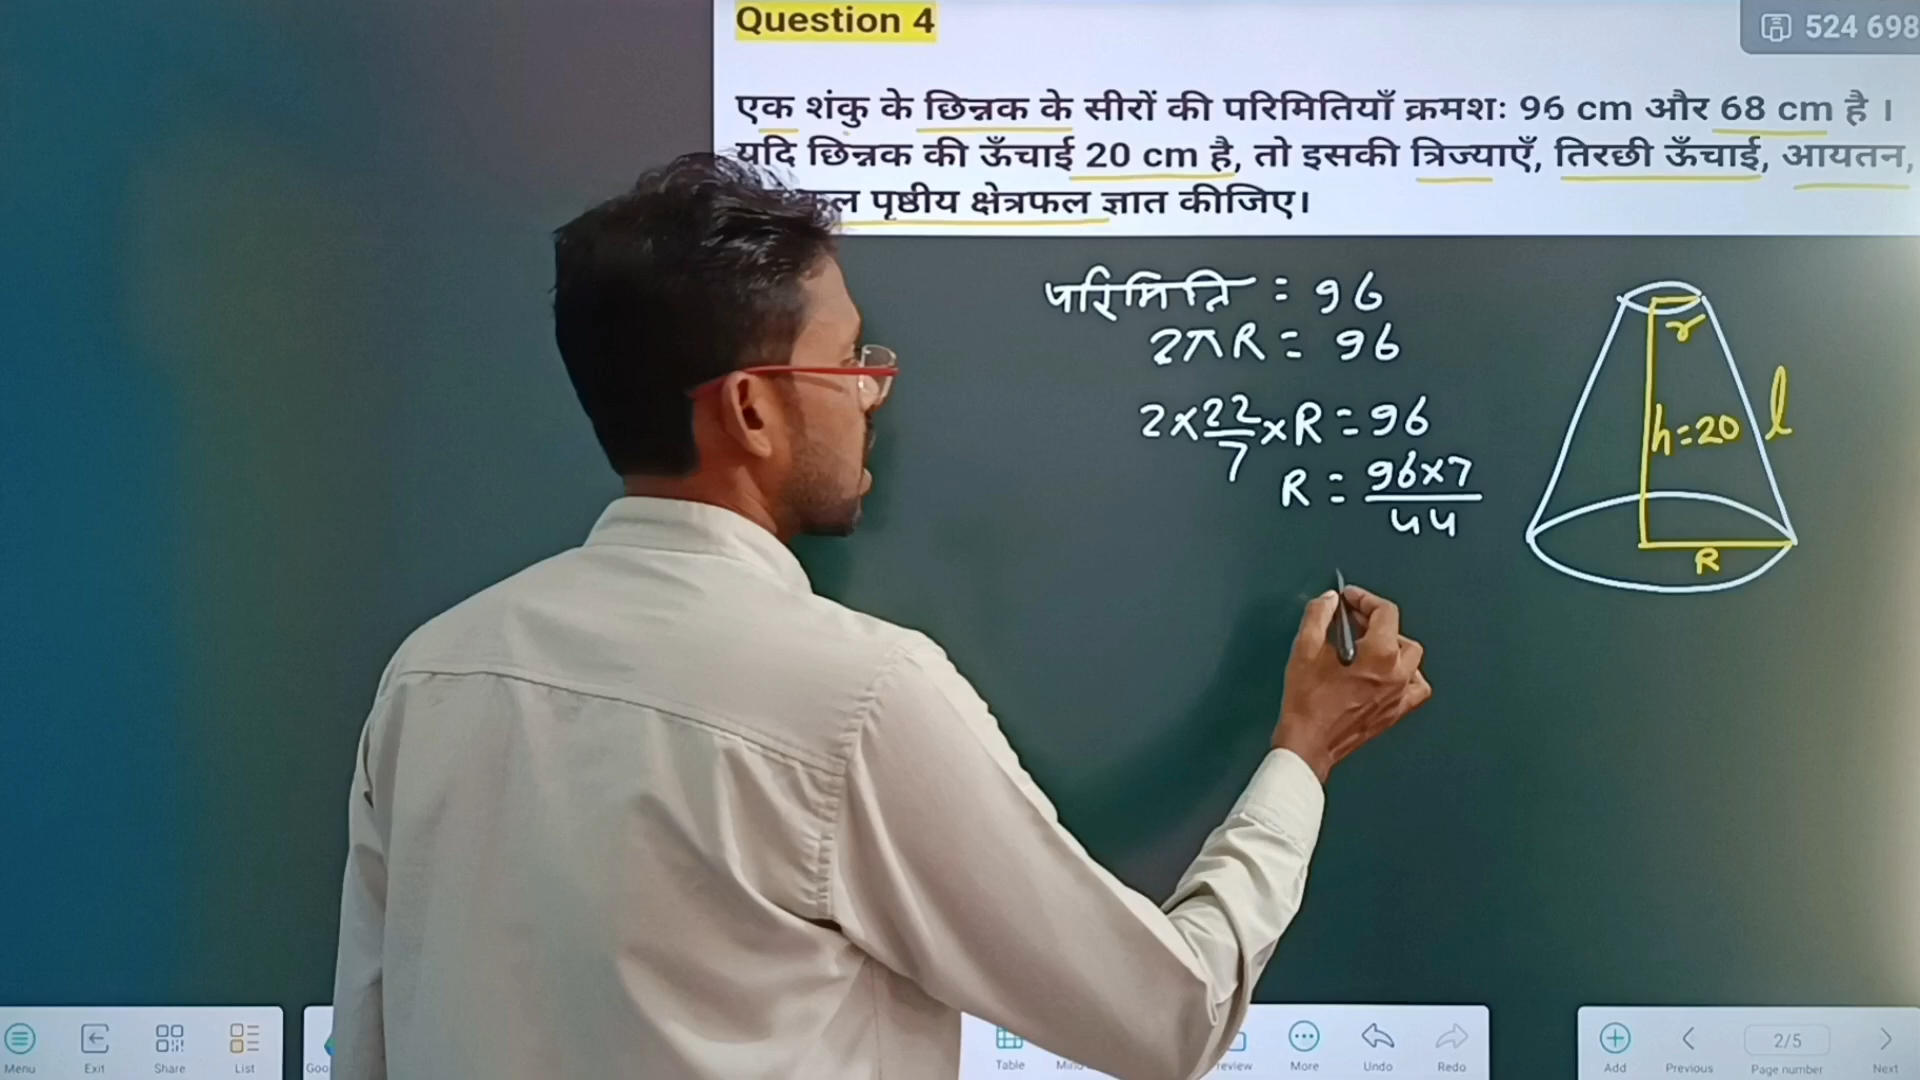 Question 4
524 698
एक शंकु के छिन्नक के सीरों की परिमितियाँ क्रमशः 96 cm और 68 cm है ।
यदि छिन्नक की ऊँचाई 20 cm है, तो इसकी त्रिज्याएँ, तिरछी ऊँचाई, आयतन,
पृष्ठीय क्षेत्रफल ज्ञात कीजिए।
परिमिति = 96
2πR = 96
2×22/7×R = 96
R = 96×7/44
r
h=20
l
R
Menu
Exit
Share
List
Table
More
Undo
Redo
Add
Previous
2/5
Page number
Next